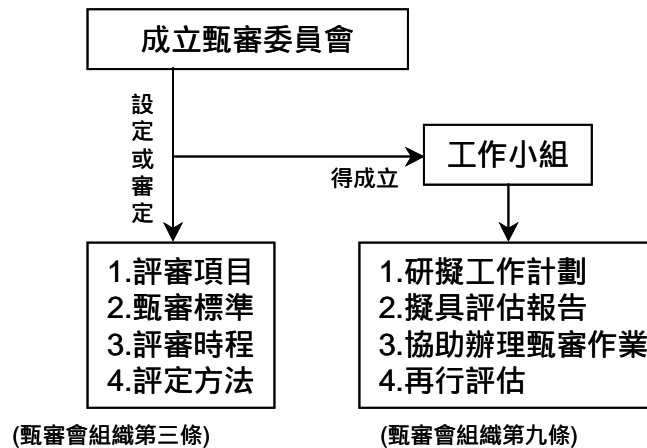 成立甄審委員會
設定或審定
得成立
工作小組
1.評審項目
2.甄審標準
3.評審時程
4.評定方法
(甄審會組織第三條)
1.研擬工作計劃
2.擬具評估報告
3.協助辦理甄審作業
4.再行評估
(甄審會組織第九條)